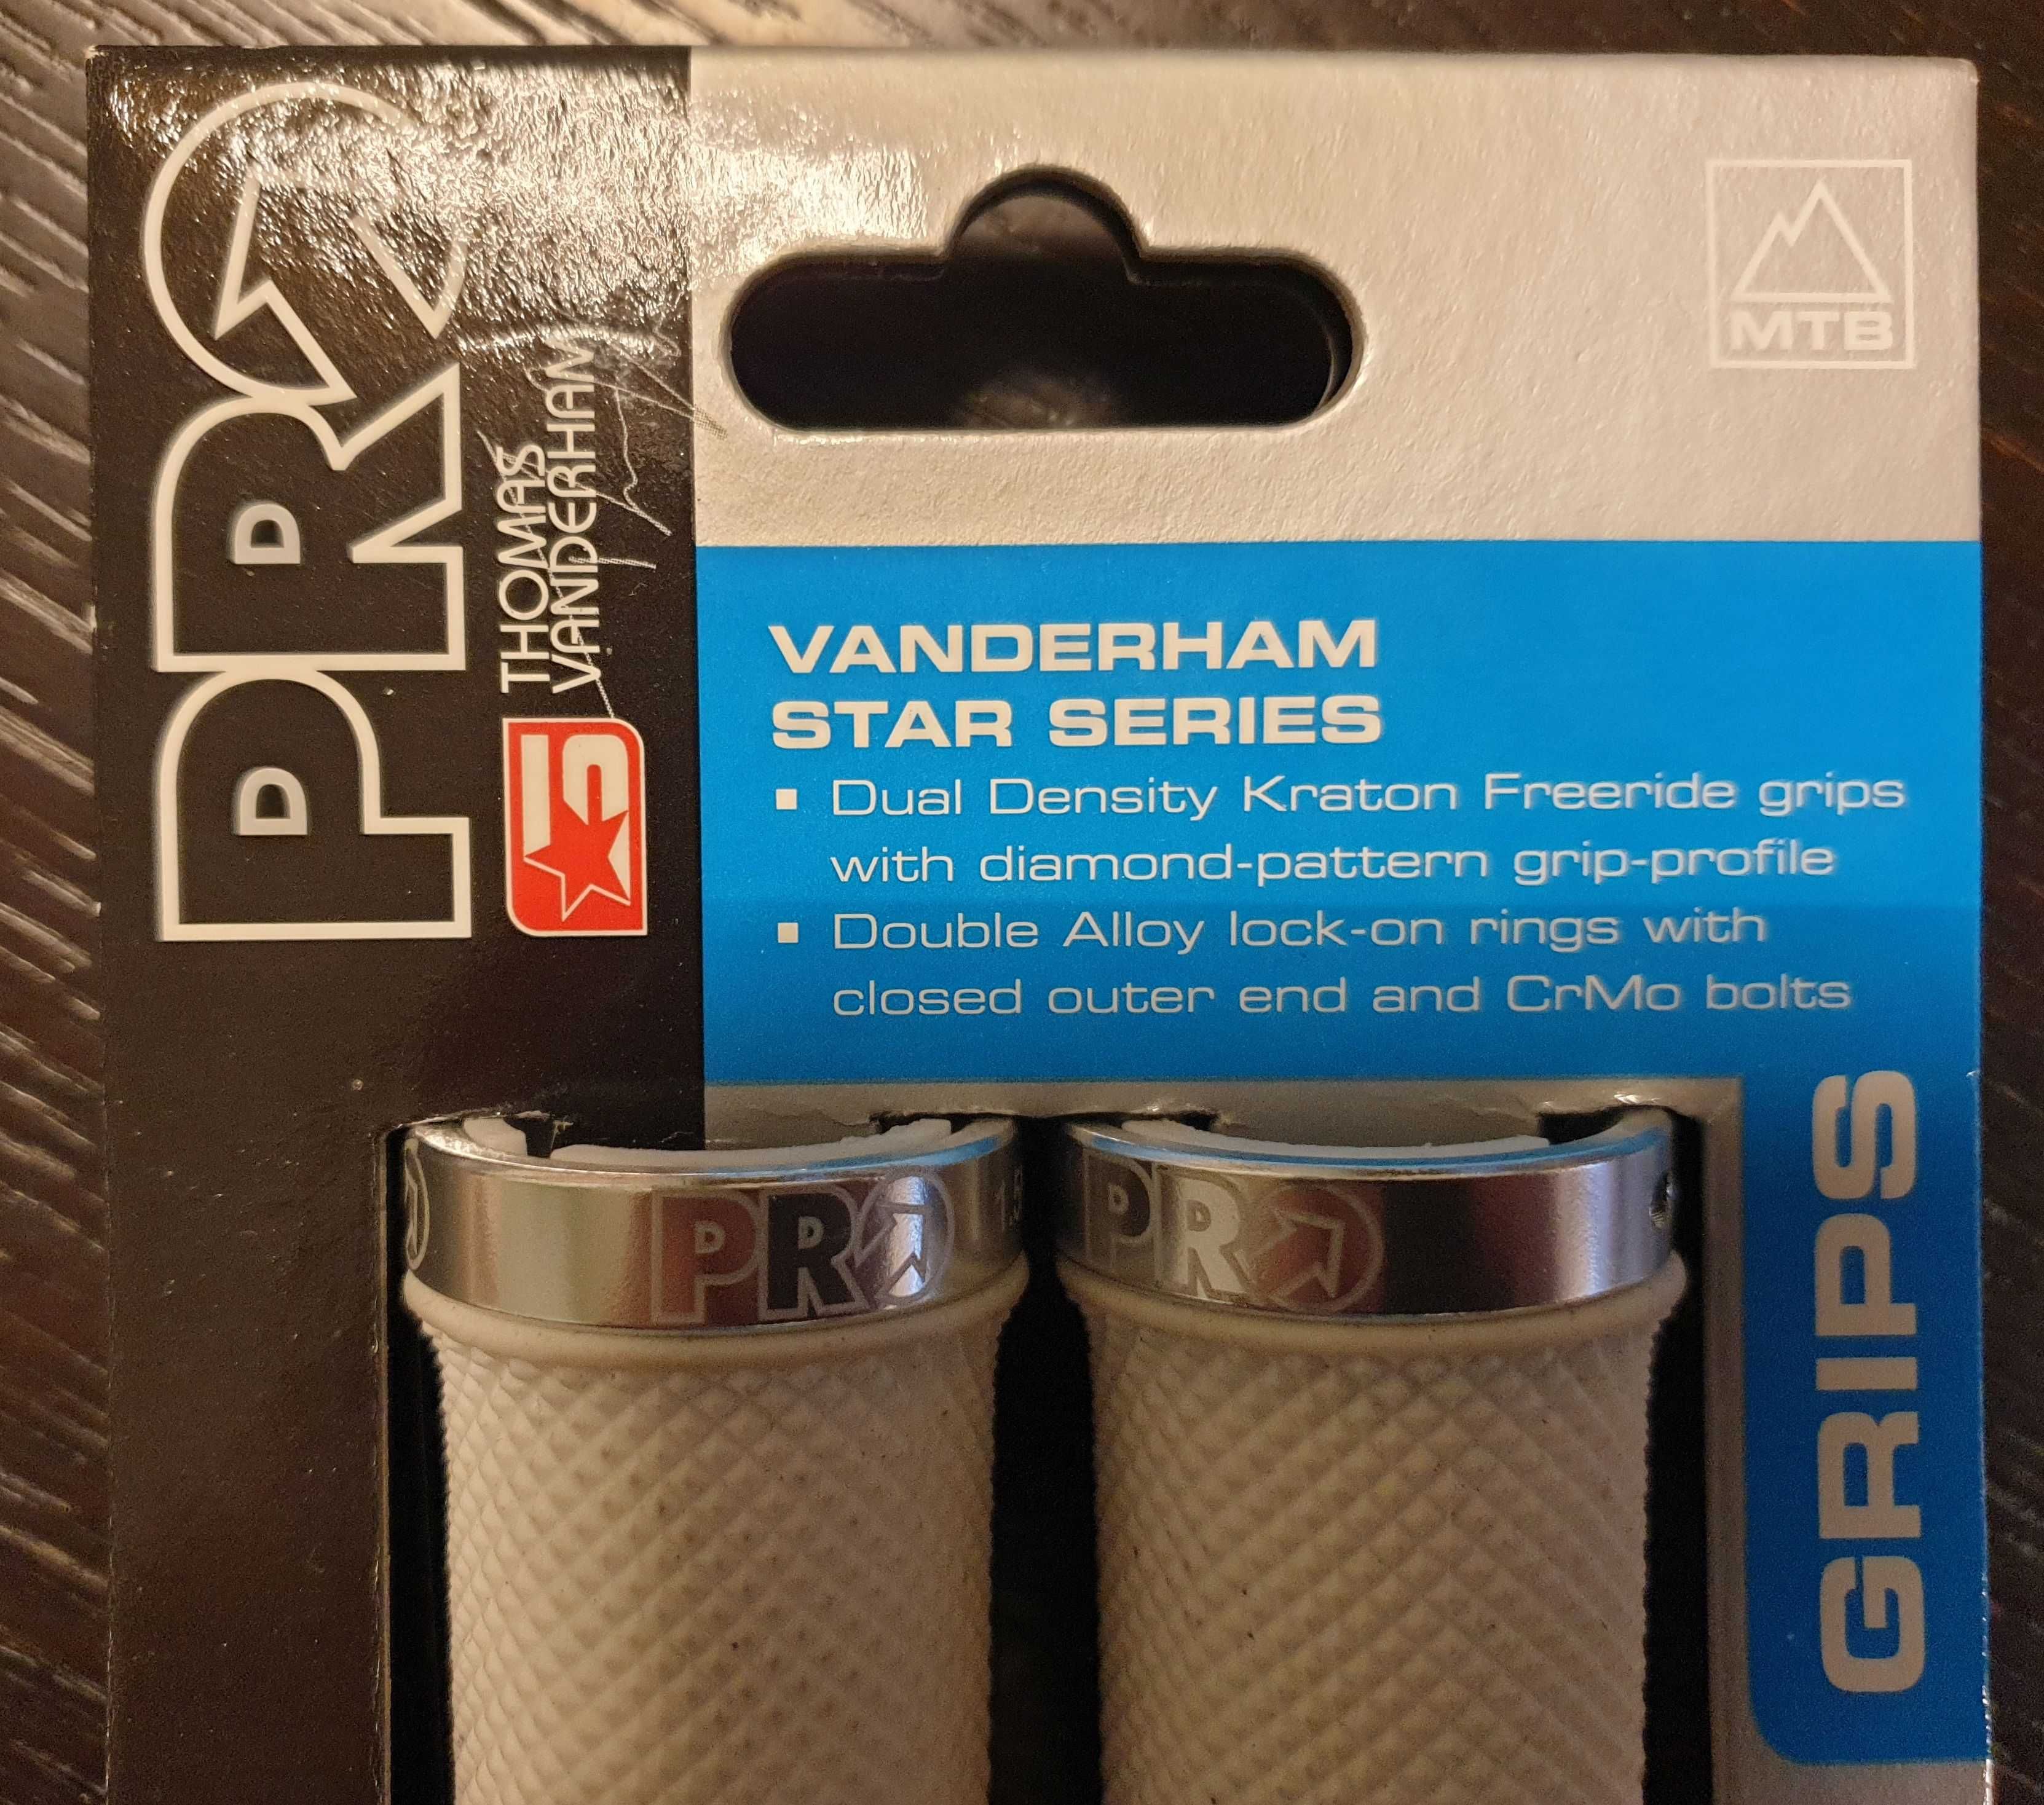 PRO
THOMAS
VANDERHAM
MTB
VANDERHAM
STAR SERIES
▪ Dual Density Kraton Freeride grips
with diamond-pattern grip-profile
▪ Double Alloy lock-on rings with
closed outer end and CrMo bolts
GRIPS
PRO
PRO